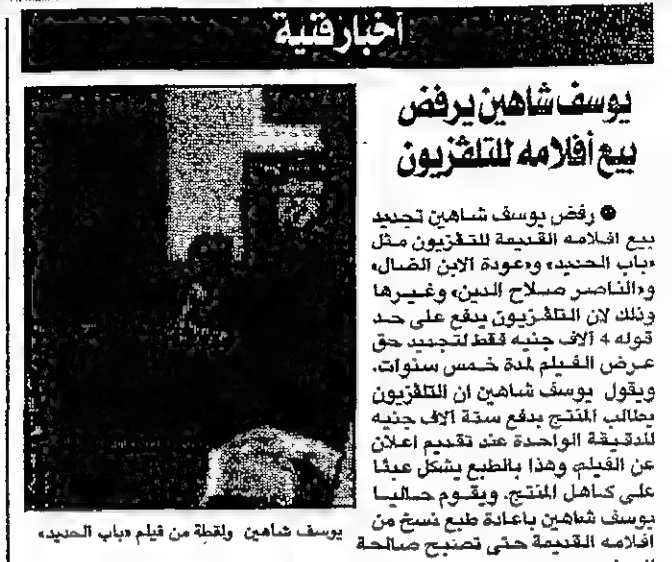 أخبار فنية
يوسف شاهين يرفض
بيع أفلامه للتلفزيون
● رفض يوسف شاهين تجديد
بيع افلامه القديمة للتفزيون مثل
«باب الحديد» و«عودة الابن الضال»
و«الناصر صلاح الدين» وغيرها
وذلك لان التلفزيون يدفع على حد
قوله 4 آلاف جنيه فقط لتجديد حق
عرض الفيلم لمدة خمس سنوات.
ويقول يوسف شاهين ان التلفزيون
يطالب المنتج بدفع ستة آلاف جنيه
للدقيقة الواحدة عند تقديم اعلان
عن الفيلم، وهذا بالطبع يشكل عبئا
على كاهل المنتج. ويقوم حاليا
يوسف شاهين باعادة طبع نسخ من
افلامه القديمة حتى تصبح صالحة
يوسف شاهين ولقطة من فيلم «باب الحديد»